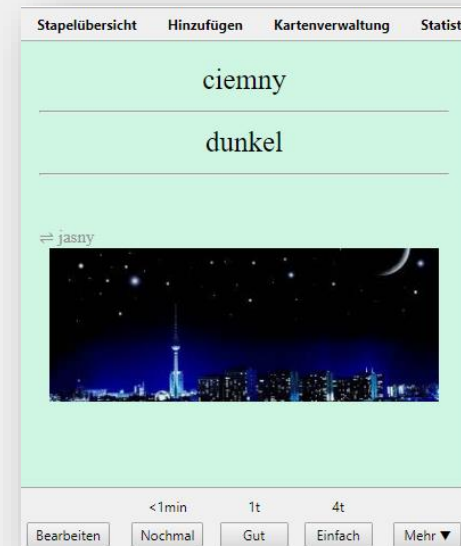 Stapelübersicht Hinzufügen Kartenverwaltung Statist
ciemny
dunkel
⇌ jasny
<1min 1t 4t
Bearbeiten Nochmal Gut Einfach Mehr ▼